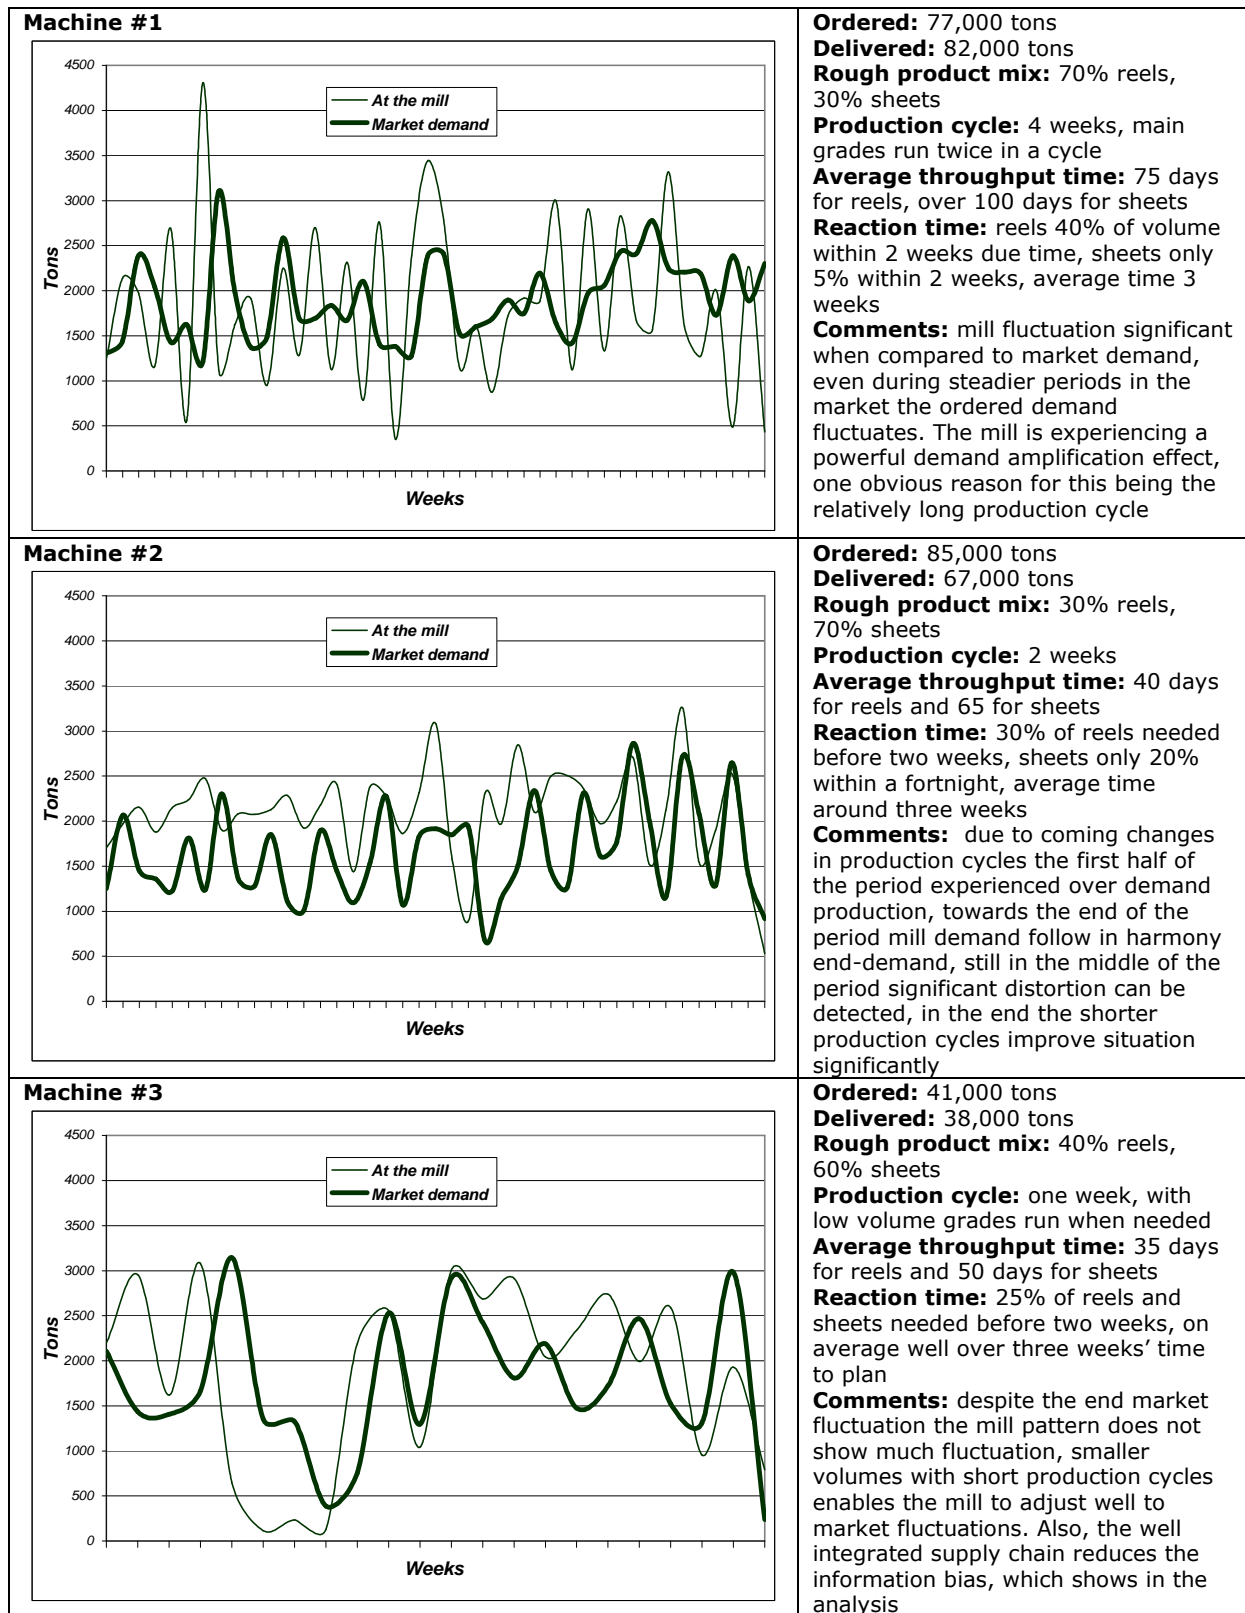 Machine #1
4500
4000
3500
3000
2500
2000
1500
1000
500
0
Tons
At the mill
Market demand
Weeks
Ordered: 77,000 tons
Delivered: 82,000 tons
Rough product mix: 70% reels,
30% sheets
Production cycle: 4 weeks, main
grades run twice in a cycle
Average throughput time: 75 days
for reels, over 100 days for sheets
Reaction time: reels 40% of volume
within 2 weeks due time, sheets only
5% within 2 weeks, average time 3
weeks
Comments: mill fluctuation significant
when compared to market demand,
even during steadier periods in the
market the ordered demand
fluctuates. The mill is experiencing a
powerful demand amplification effect,
one obvious reason for this being the
relatively long production cycle
Machine #2
4500
4000
3500
3000
2500
2000
1500
1000
500
0
Tons
At the mill
Market demand
Weeks
Ordered: 85,000 tons
Delivered: 67,000 tons
Rough product mix: 30% reels,
70% sheets
Production cycle: 2 weeks
Average throughput time: 40 days
for reels and 65 for sheets
Reaction time: 30% of reels needed
before two weeks, sheets only 20%
within a fortnight, average time
around three weeks
Comments: due to coming changes
in production cycles the first half of
the period experienced over demand
production, towards the end of the
period mill demand follow in harmony
end-demand, still in the middle of the
period significant distortion can be
detected, in the end the shorter
production cycles improve situation
significantly
Machine #3
4500
4000
3500
3000
2500
2000
1500
1000
500
0
Tons
At the mill
Market demand
Weeks
Ordered: 41,000 tons
Delivered: 38,000 tons
Rough product mix: 40% reels,
60% sheets
Production cycle: one week, with
low volume grades run when needed
Average throughput time: 35 days
for reels and 50 days for sheets
Reaction time: 25% of reels and
sheets needed before two weeks, on
average well over three weeks' time
to plan
Comments: despite the end market
fluctuation the mill pattern does not
show much fluctuation, smaller
volumes with short production cycles
enables the mill to adjust well to
market fluctuations. Also, the well
integrated supply chain reduces the
information bias, which shows in the
analysis